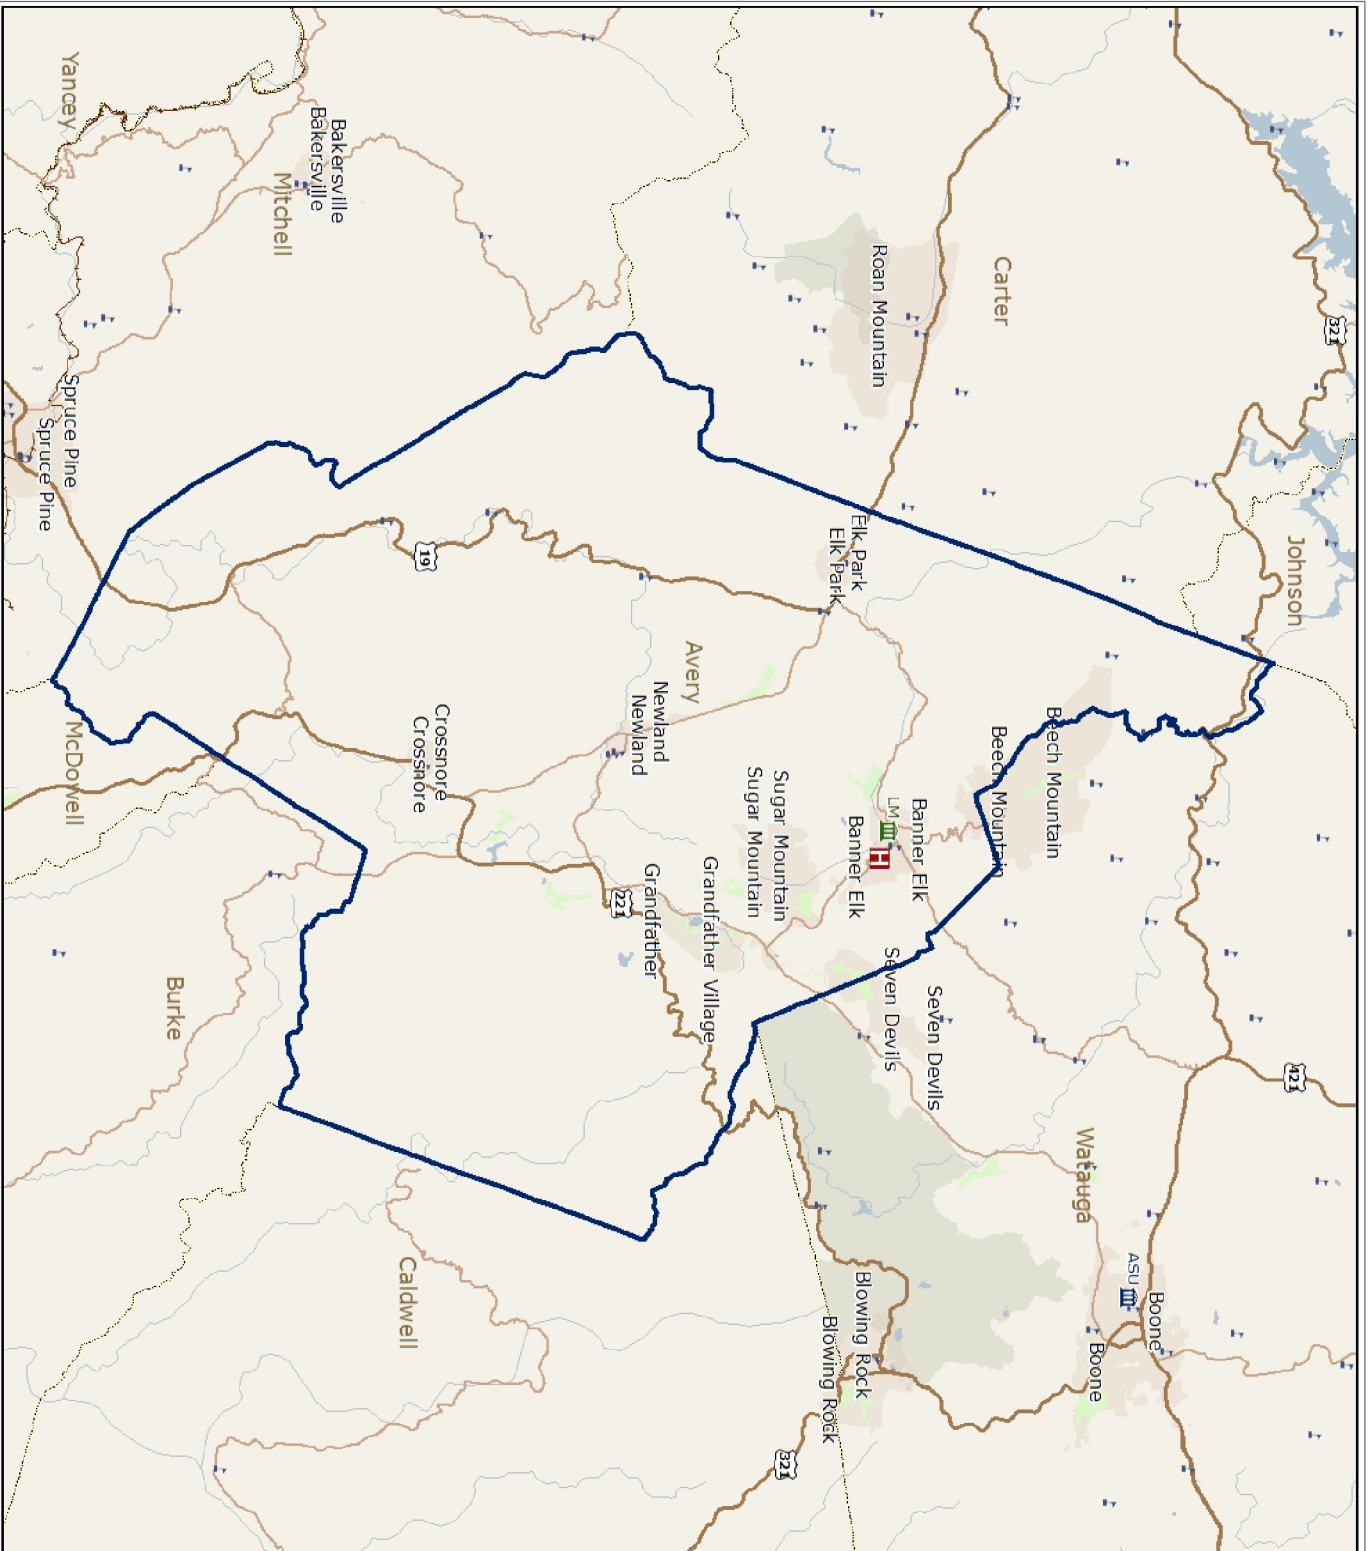 321
Johnson
421
Boone
ASU
Boone
Watauga
Beech Mountain
Carter
Beech Mountain
Seven Devils
Banner Elk
LM
Seven Devils
H
Roan Mountain
Blowing Rock
Elk Park
Banner Elk
Elk Park
Blowing Rock
321
Sugar Mountain
Sugar Mountain
Grandfather Village
Avery
Newland
Grandfather
Newland
221
Crossnore
19
Crossnore
Caldwell
Bakersville
Bakersville
Mitchell
Burke
McDowell
Spruce Pine
Yancey
Spruce Pine